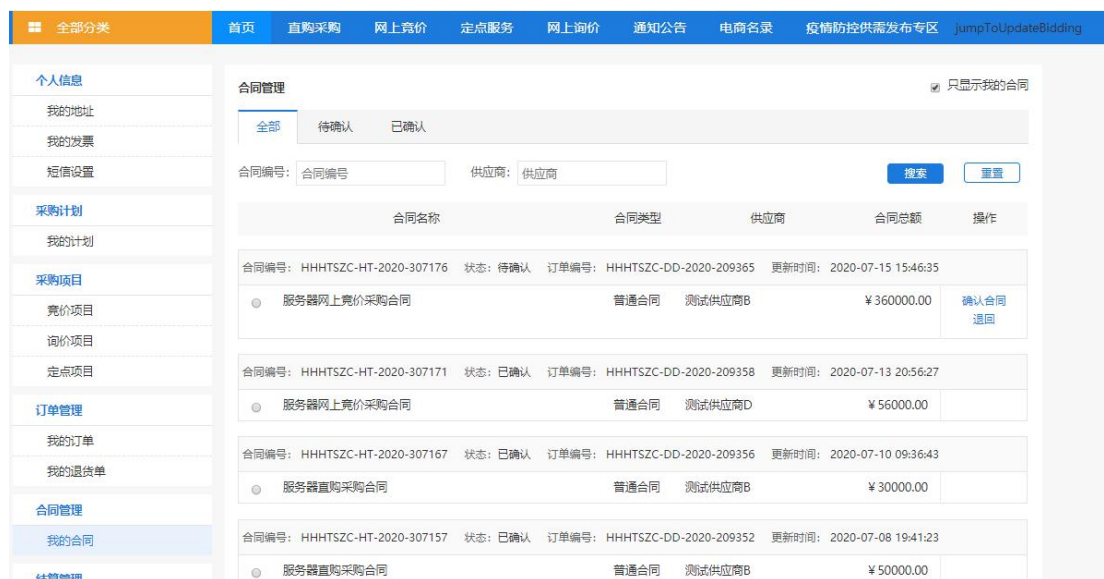 全部分类 首页 直购采购 网上竞价 定点服务 网上询价 通知公告 电商名录 疫情防控供需发布专区 jumpToUpdateBidding
个人信息
我的地址
我的发票
短信设置
采购计划
我的计划
采购项目
竞价项目
询价项目
定点项目
订单管理
我的订单
我的退货单
合同管理
我的合同
结算管理
合同管理 只显示我的合同
全部 待确认 已确认
合同编号: 合同编号 供应商: 供应商 搜索 重置
合同名称 合同类型 供应商 合同总额 操作
合同编号: HHHTSZC-HT-2020-307176 状态: 待确认 订单编号: HHHTSZC-DD-2020-209365 更新时间: 2020-07-15 15:46:35
服务器网上竞价采购合同 普通合同 测试供应商B ¥360000.00 确认合同
退回
合同编号: HHHTSZC-HT-2020-307171 状态: 已确认 订单编号: HHHTSZC-DD-2020-209358 更新时间: 2020-07-13 20:56:27
服务器网上竞价采购合同 普通合同 测试供应商D ¥56000.00
合同编号: HHHTSZC-HT-2020-307167 状态: 已确认 订单编号: HHHTSZC-DD-2020-209356 更新时间: 2020-07-10 09:36:43
服务器直购采购合同 普通合同 测试供应商B ¥30000.00
合同编号: HHHTSZC-HT-2020-307157 状态: 已确认 订单编号: HHHTSZC-DD-2020-209352 更新时间: 2020-07-08 19:41:23
服务器直购采购合同 普通合同 测试供应商B ¥50000.00